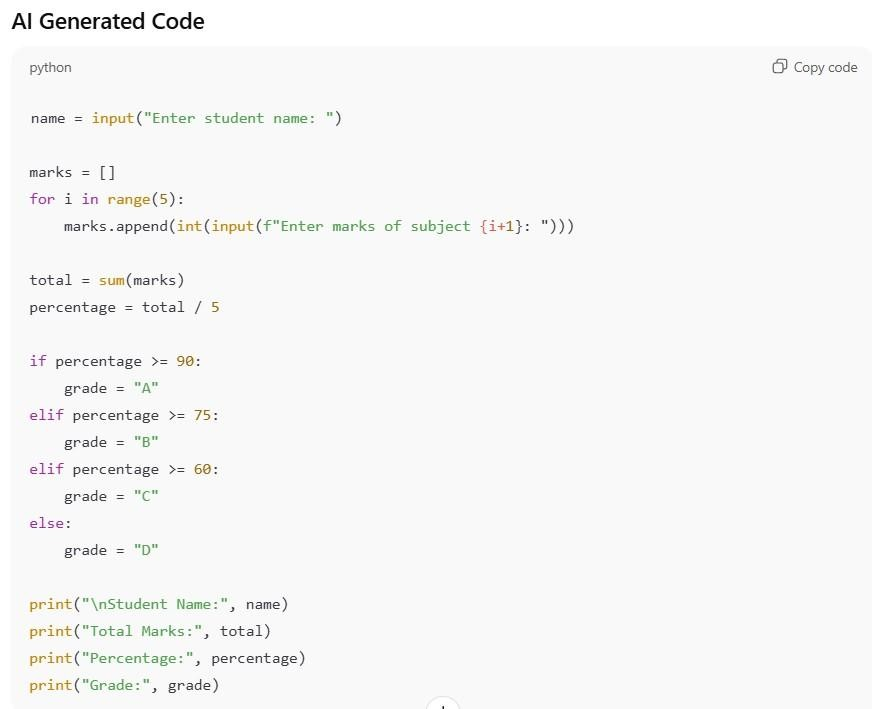 AI Generated Code
python
Copy code
name = input("Enter student name: ")
marks = []
for i in range(5):
    marks.append(int(input(f"Enter marks of subject {i+1}: ")))
total = sum(marks)
percentage = total / 5
if percentage >= 90:
    grade = "A"
elif percentage >= 75:
    grade = "B"
elif percentage >= 60:
    grade = "C"
else:
    grade = "D"
print("\nStudent Name:", name)
print("Total Marks:", total)
print("Percentage:", percentage)
print("Grade:", grade)